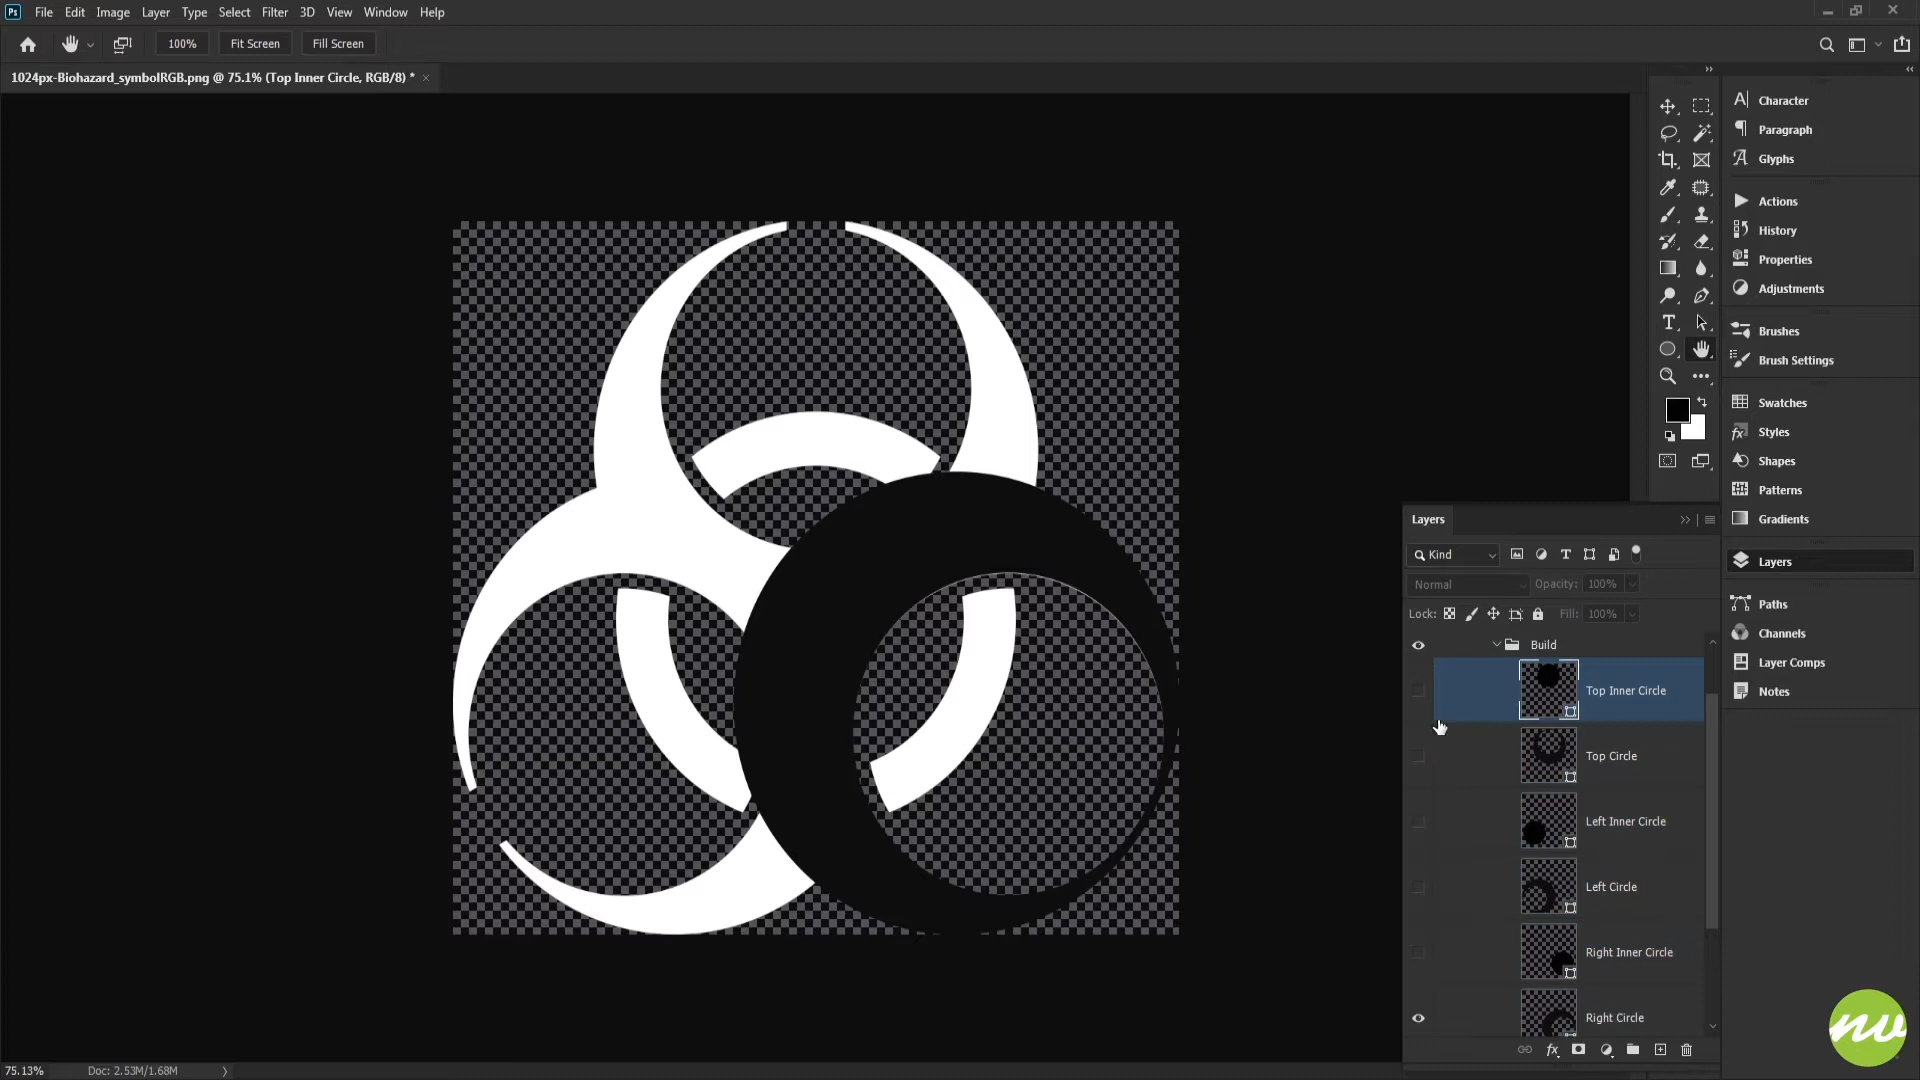 Ps File Edit Image Layer Type Select Filter 3D View Window Help
100% Fit Screen Fill Screen
1024px-Biohazard_symbolRGB.png @ 75.1% (Top Inner Circle, RGB/8) *
Character
Paragraph
Glyphs
Actions
History
Properties
Adjustments
Brushes
Brush Settings
Swatches
Styles
Shapes
Patterns
Gradients
Layers
Paths
Channels
Layer Comps
Notes
Layers
Kind
Normal Opacity: 100%
Lock: Fill: 100%
Build
Top Inner Circle
Top Circle
Left Inner Circle
Left Circle
Right Inner Circle
Right Circle
fx
nv
75.13% Doc: 2.53M/1.68M